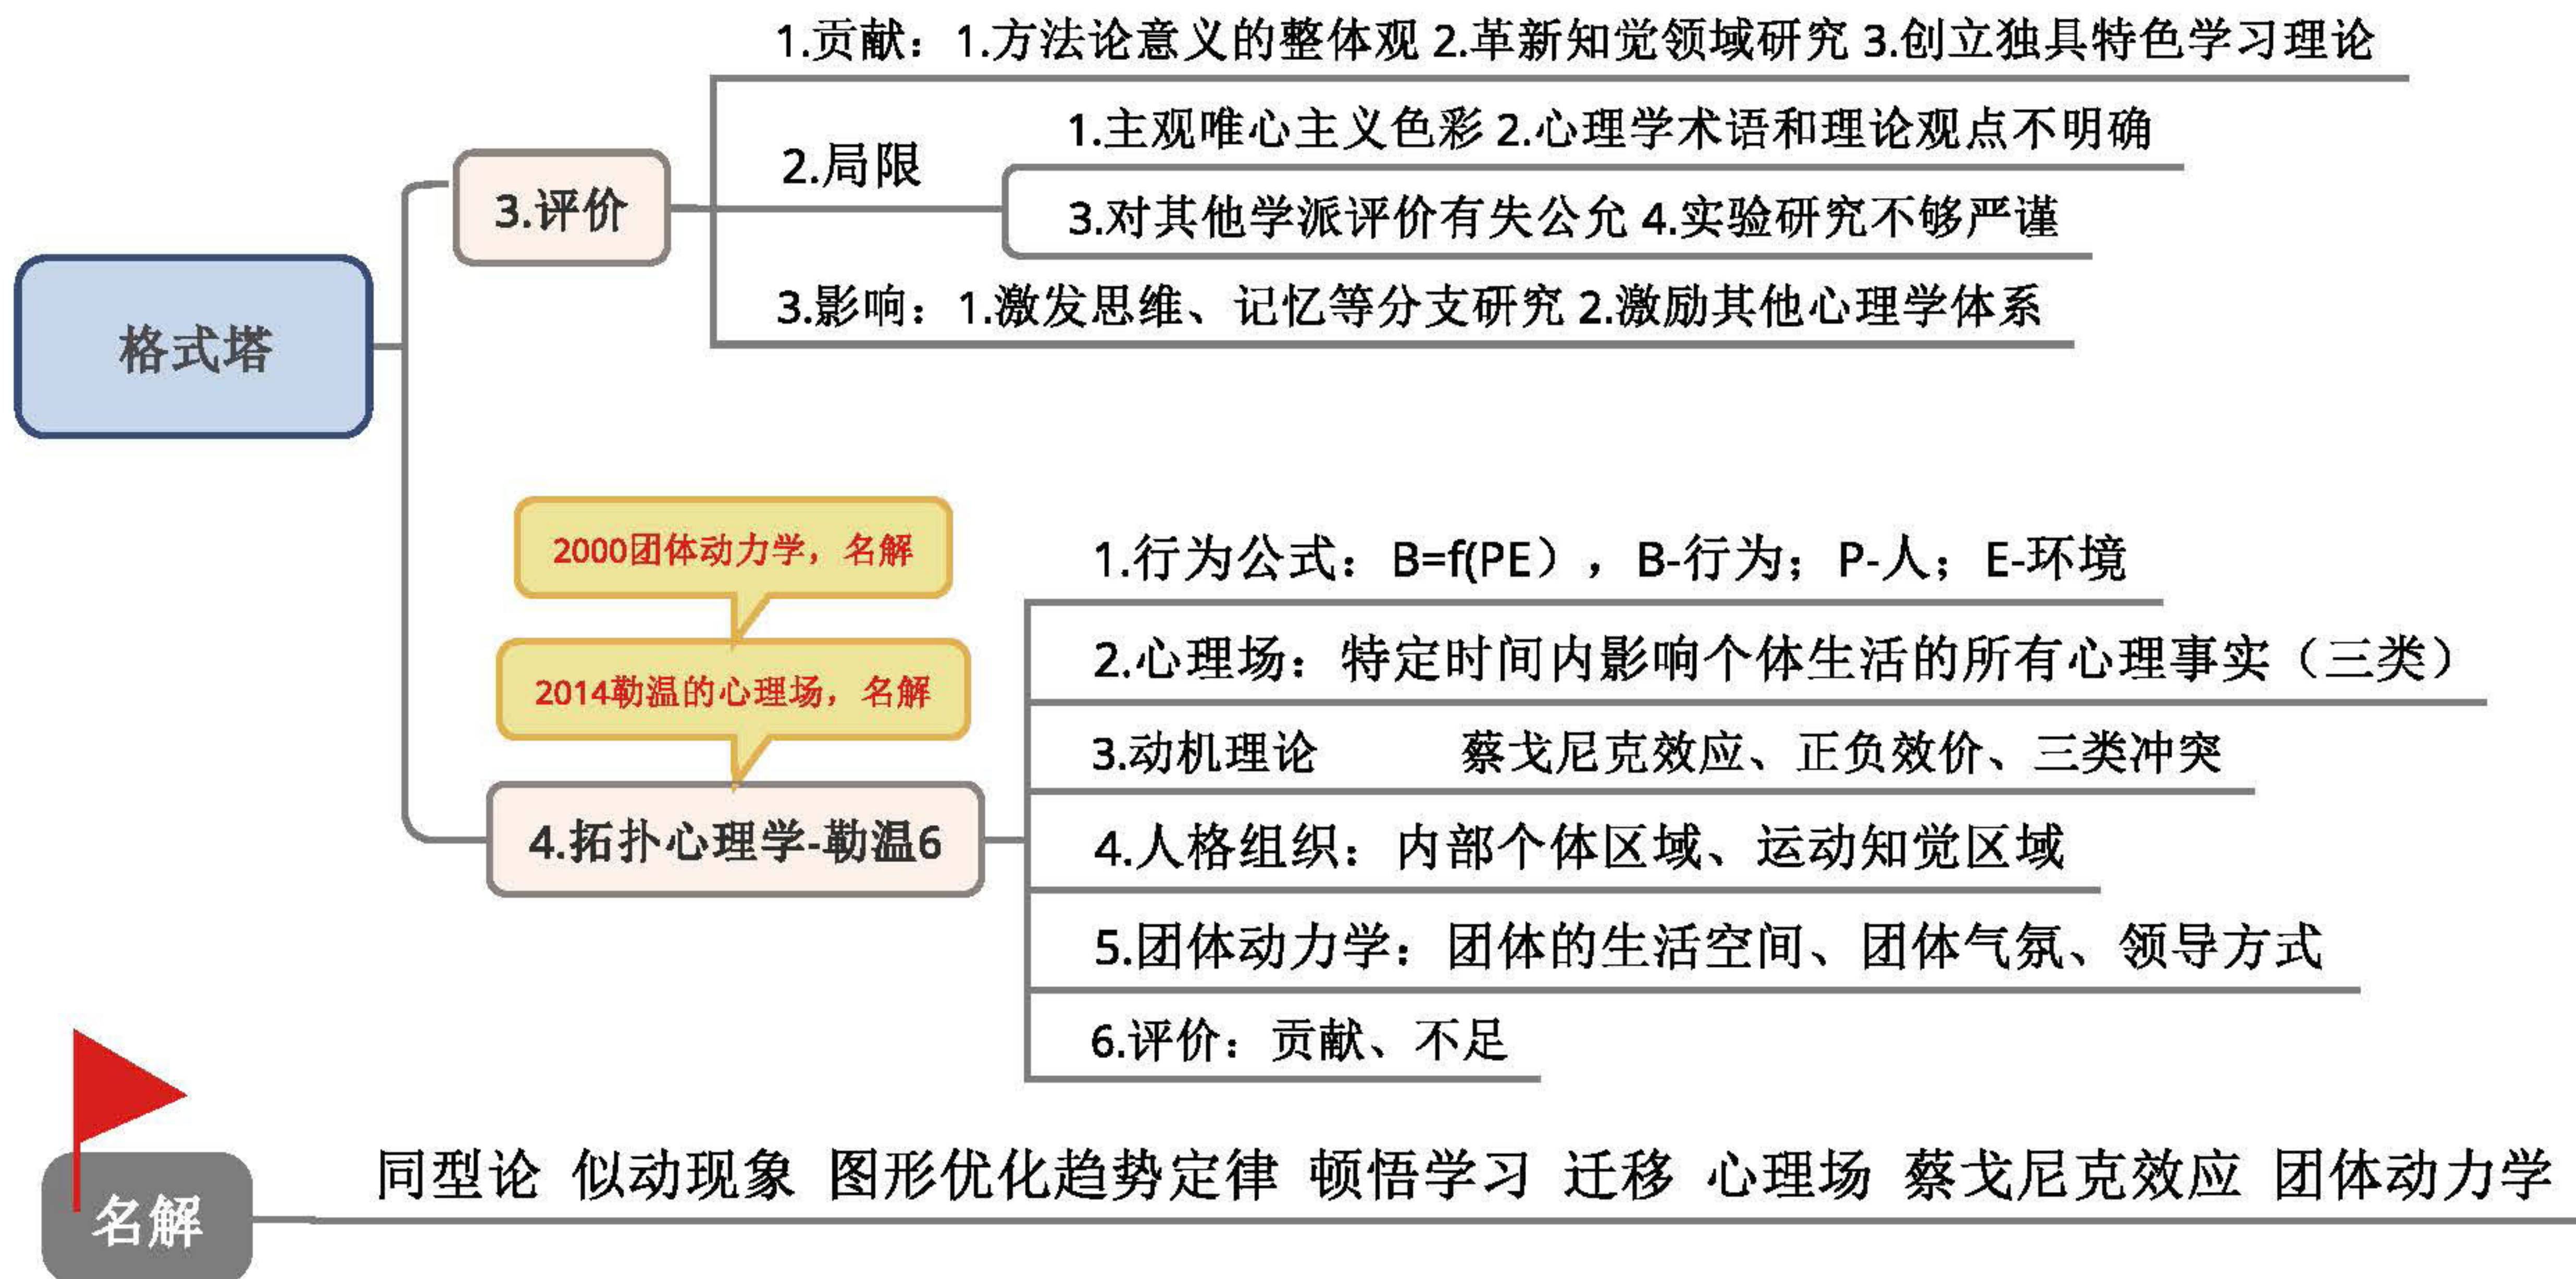 1.贡献：1.方法论意义的整体观 2.革新知觉领域研究 3.创立独具特色学习理论
1.主观唯心主义色彩 2.心理学术语和理论观点不明确
2.局限
3.评价
3.对其他学派评价有失公允 4.实验研究不够严谨
3.影响：1.激发思维、记忆等分支研究 2.激励其他心理学体系
格式塔
2000团体动力学，名解
2014勒温的心理场，名解
4.拓扑心理学-勒温6
1.行为公式：B=f(PE），B-行为；P-人；E-环境
2.心理场：特定时间内影响个体生活的所有心理事实（三类）
3.动机理论 蔡戈尼克效应、正负效价、三类冲突
4.人格组织：内部个体区域、运动知觉区域
5.团体动力学：团体的生活空间、团体气氛、领导方式
6.评价：贡献、不足
名解
同型论 似动现象 图形优化趋势定律 顿悟学习 迁移 心理场 蔡戈尼克效应 团体动力学